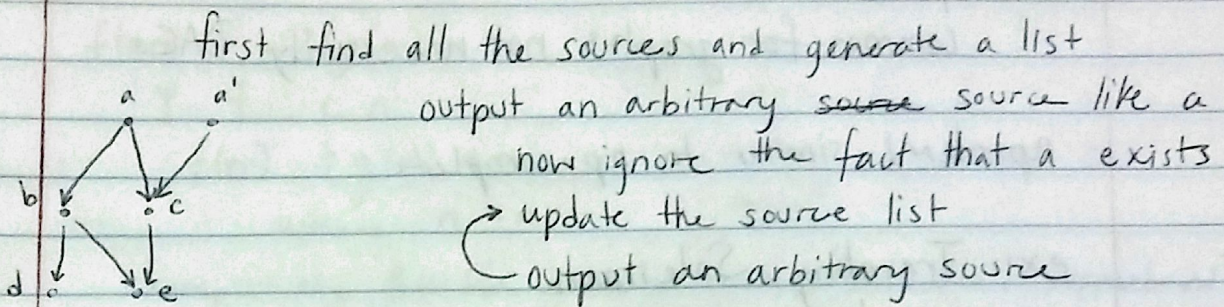 first find all the sources and generate a list
a a'
output an arbitrary source source like a
now ignore the fact that a exists
b c
update the source list
output an arbitrary source
d e